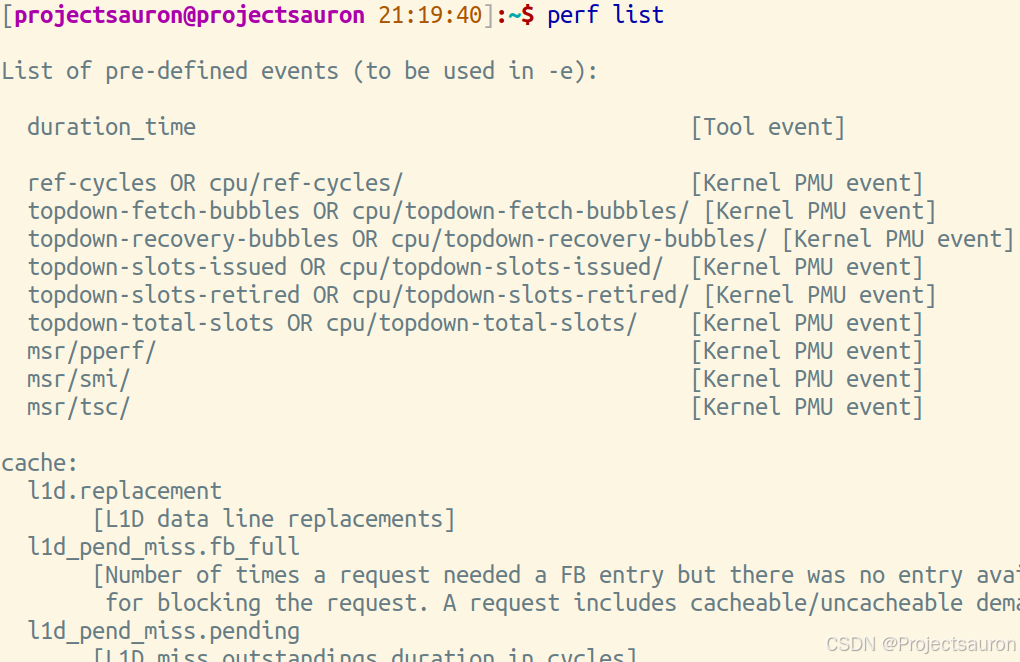 [projectsauron@projectsauron 21:19:40]:~$ perf list
List of pre-defined events (to be used in -e):
duration_time [Tool event]
ref-cycles OR cpu/ref-cycles/ [Kernel PMU event]
topdown-fetch-bubbles OR cpu/topdown-fetch-bubbles/ [Kernel PMU event]
topdown-recovery-bubbles OR cpu/topdown-recovery-bubbles/ [Kernel PMU event]
topdown-slots-issued OR cpu/topdown-slots-issued/ [Kernel PMU event]
topdown-slots-retired OR cpu/topdown-slots-retired/ [Kernel PMU event]
topdown-total-slots OR cpu/topdown-total-slots/ [Kernel PMU event]
msr/pperf/ [Kernel PMU event]
msr/smi/ [Kernel PMU event]
msr/tsc/ [Kernel PMU event]
cache:
l1d.replacement
[L1D data line replacements]
l1d_pend_miss.fb_full
[Number of times a request needed a FB entry but there was no entry avai
for blocking the request. A request includes cacheable/uncacheable dema
l1d_pend_miss.pending
[L1D miss outstandings duration in cycles]
CSDN @Projectsauron